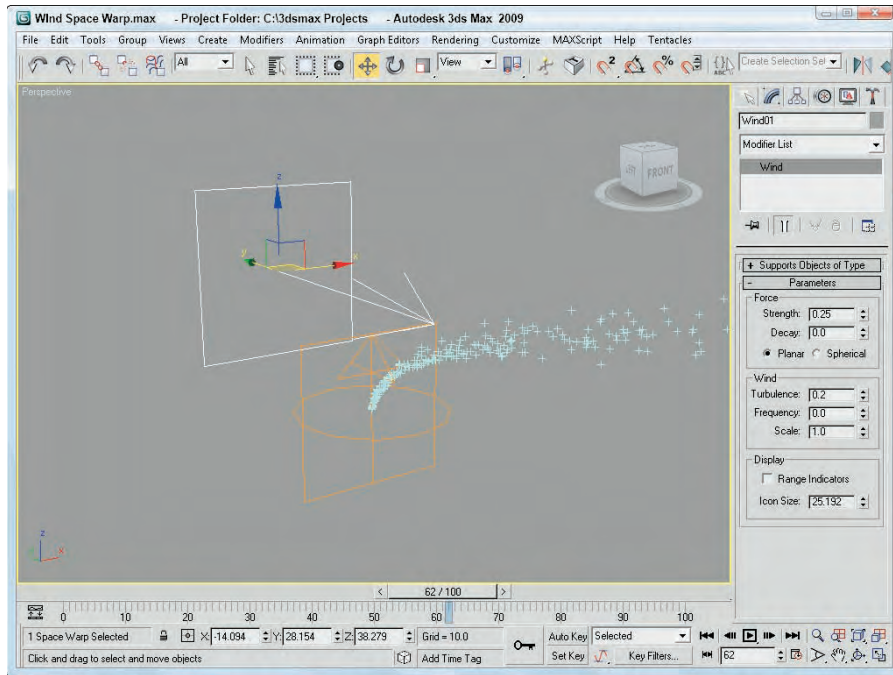 WInd Space Warp.max - Project Folder: C:\3dsmax Projects - Autodesk 3ds Max 2009
File Edit Tools Group Views Create Modifiers Animation Graph Editors Rendering Customize MAXScript Help Tentacles
All View Create Selection Set
Perspective
Wind01
Modifier List
Wind
z
y x
FRONT
+ Supports Objects of Type
- Parameters
Force
Strength: 0.25
Decay: 0.0
Planar Spherical
Wind
Turbulence: 0.2
Frequency: 0.0
Scale: 1.0
Display
Range Indicators
Icon Size: 25.192
z
x
< 62 / 100 >
0 10 20 30 40 50 60 70 80 90 100
1 Space Warp Selected X: -14.094 Y: 28.154 Z: 38.279 Grid = 10.0 Auto Key Selected
Click and drag to select and move objects Add Time Tag Set Key Key Filters... 62